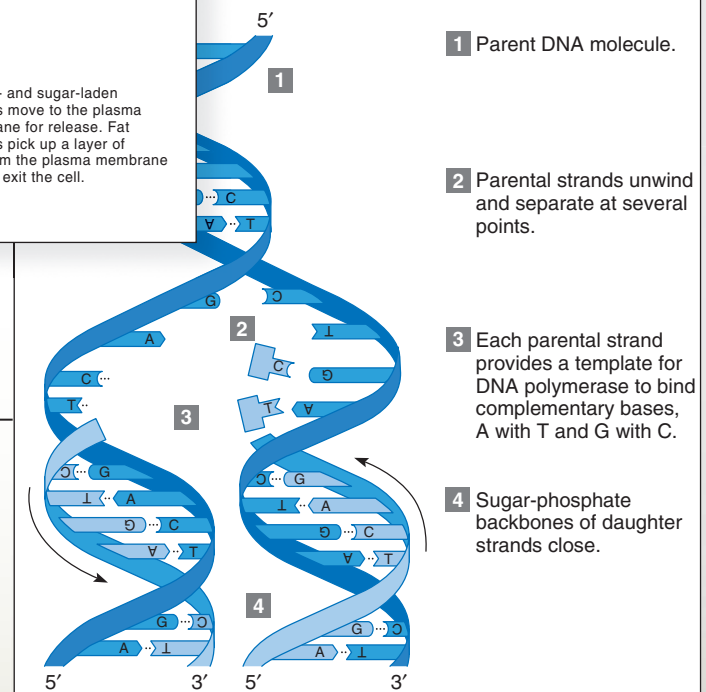 5′
1
- and sugar-laden
s move to the plasma
ane for release. Fat
s pick up a layer of
m the plasma membrane
exit the cell.
C
A T
G C
A T
2
C G
C
T A
T
3
C G
T A
G C
A T
C G
T A
G C
A T
4
G C
A T
G C
A T
5′ 3′ 5′ 3′
1 Parent DNA molecule.
2 Parental strands unwind
and separate at several
points.
3 Each parental strand
provides a template for
DNA polymerase to bind
complementary bases,
A with T and G with C.
4 Sugar-phosphate
backbones of daughter
strands close.